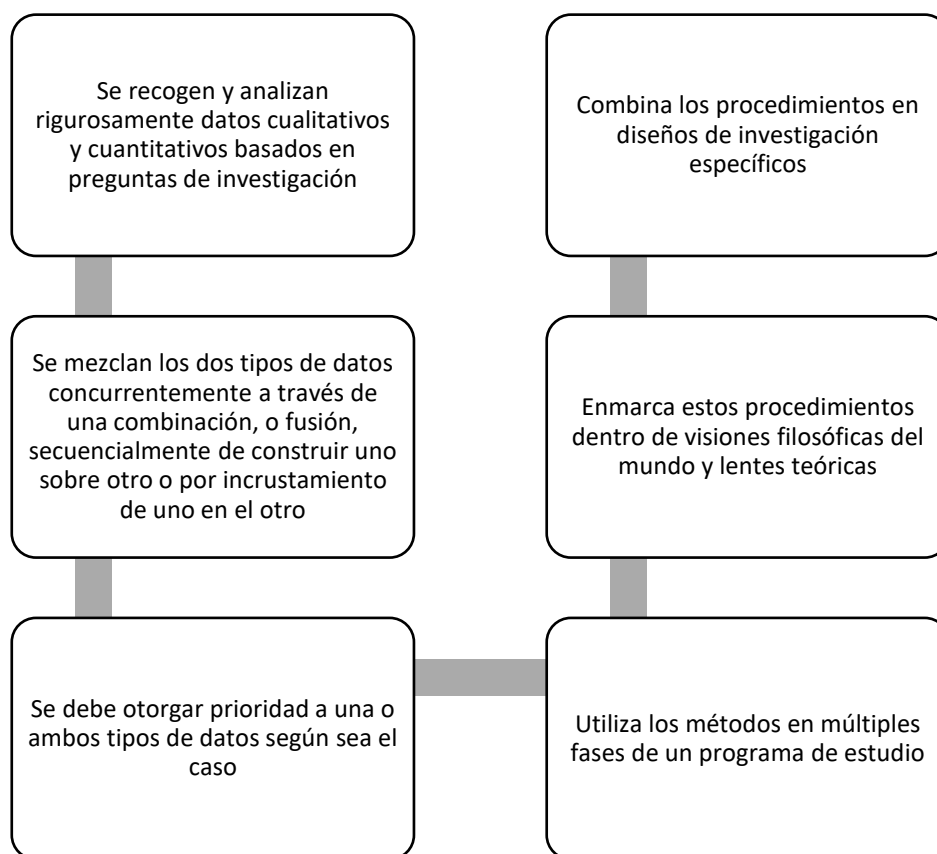 Se recogen y analizan
rigurosamente datos cualitativos
y cuantitativos basados en
preguntas de investigación
Se mezclan los dos tipos de datos
concurrentemente a través de
una combinación, o fusión,
secuencialmente de construir uno
sobre otro o por incrustamiento
de uno en el otro
Se debe otorgar prioridad a una o
ambos tipos de datos según sea el
caso
Utiliza los métodos en múltiples
fases de un programa de estudio
Enmarca estos procedimientos
dentro de visiones filosóficas del
mundo y lentes teóricas
Combina los procedimientos en
diseños de investigación
específicos